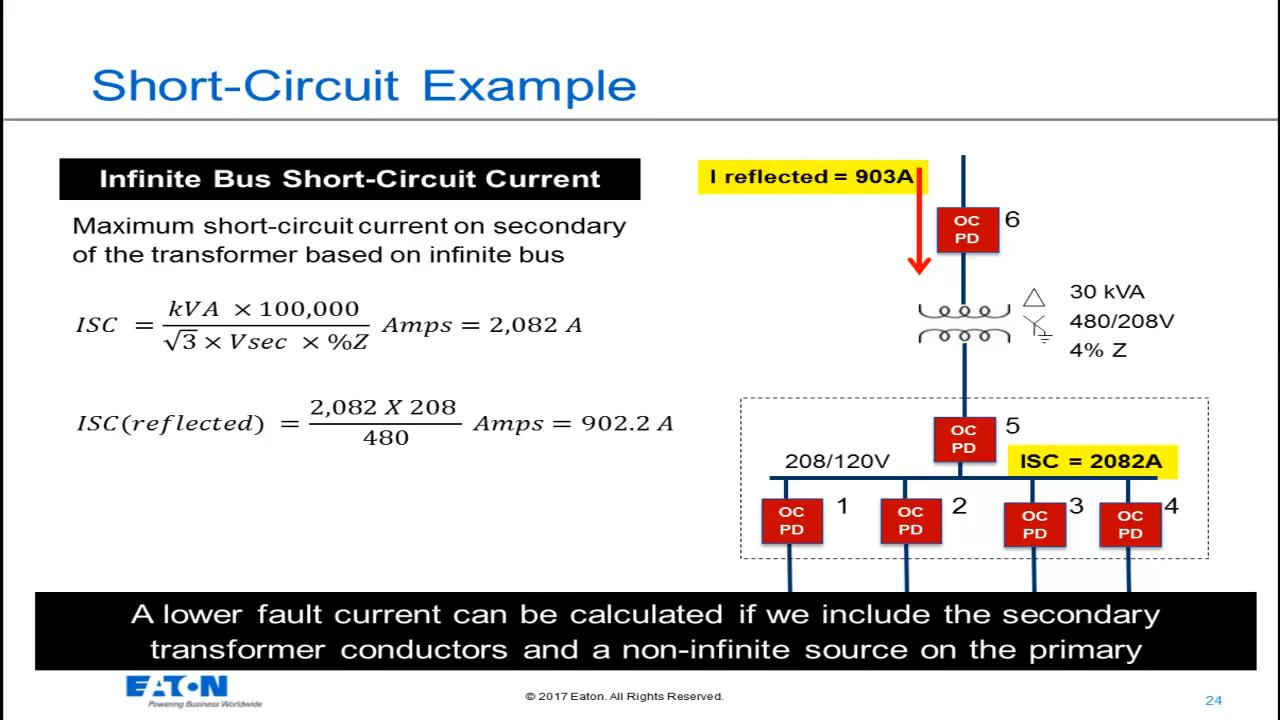 Short-Circuit Example
Infinite Bus Short-Circuit Current
Maximum short-circuit current on secondary
of the transformer based on infinite bus
ISC = kVA × 100,000 / √3 × Vsec × %Z Amps = 2,082 A
ISC(reflected) = 2,082 X 208 / 480 Amps = 902.2 A
I reflected = 903A
OC
PD
6
30 kVA
480/208V
4% Z
OC
PD
5
208/120V
ISC = 2082A
OC
PD
1
OC
PD
2
OC
PD
3
OC
PD
4
A lower fault current can be calculated if we include the secondary
transformer conductors and a non-infinite source on the primary
EATON
Powering Business Worldwide
© 2017 Eaton. All Rights Reserved.
24